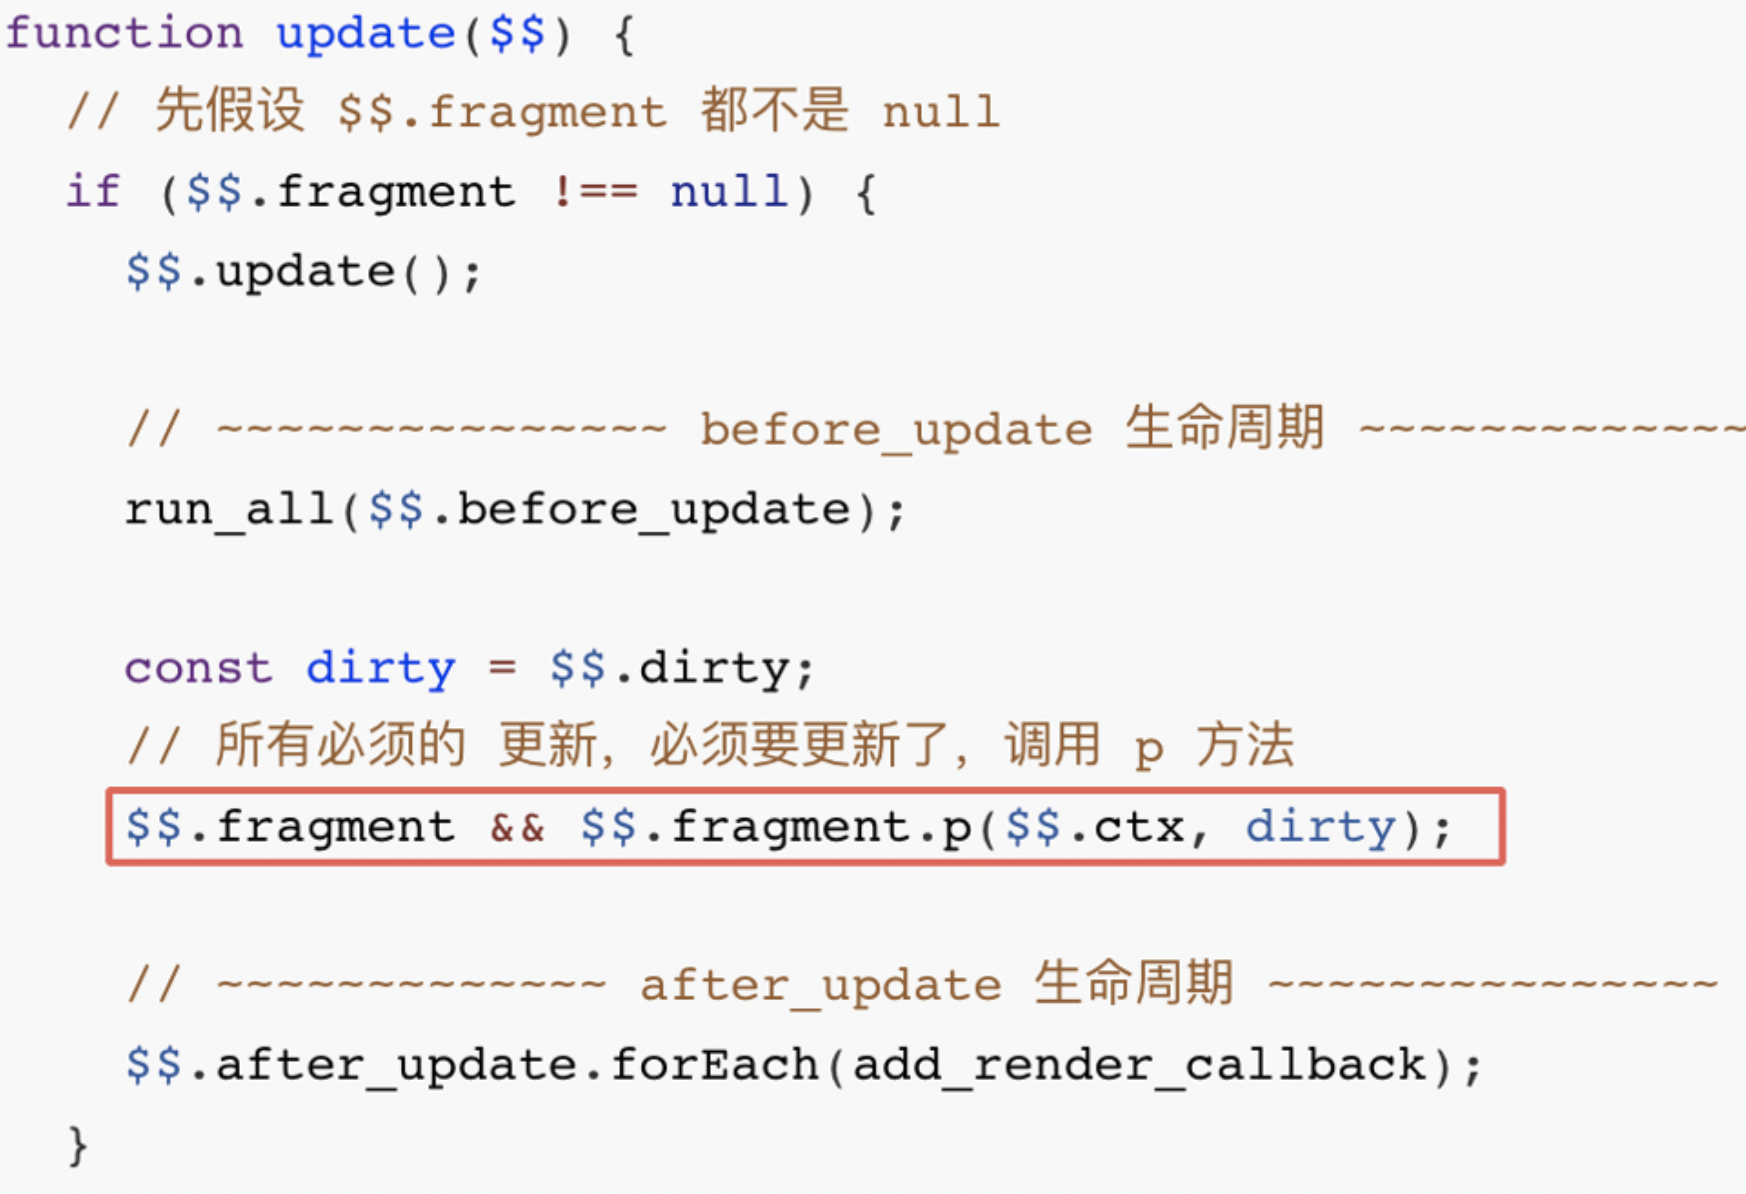 function update($$) {
// 先假设 $$.fragment 都不是 null
if ($$.fragment !== null) {
$$.update();
// ~~~~~~~~~~~~~~~ before_update 生命周期 ~~~~~~~~~~~~~
run_all($$.before_update);
const dirty = $$.dirty;
// 所有必须的 更新，必须要更新了，调用 p 方法
$$.fragment && $$.fragment.p($$.ctx, dirty);
// ~~~~~~~~~~~~~ after_update 生命周期 ~~~~~~~~~~~~~~~
$$.after_update.forEach(add_render_callback);
}